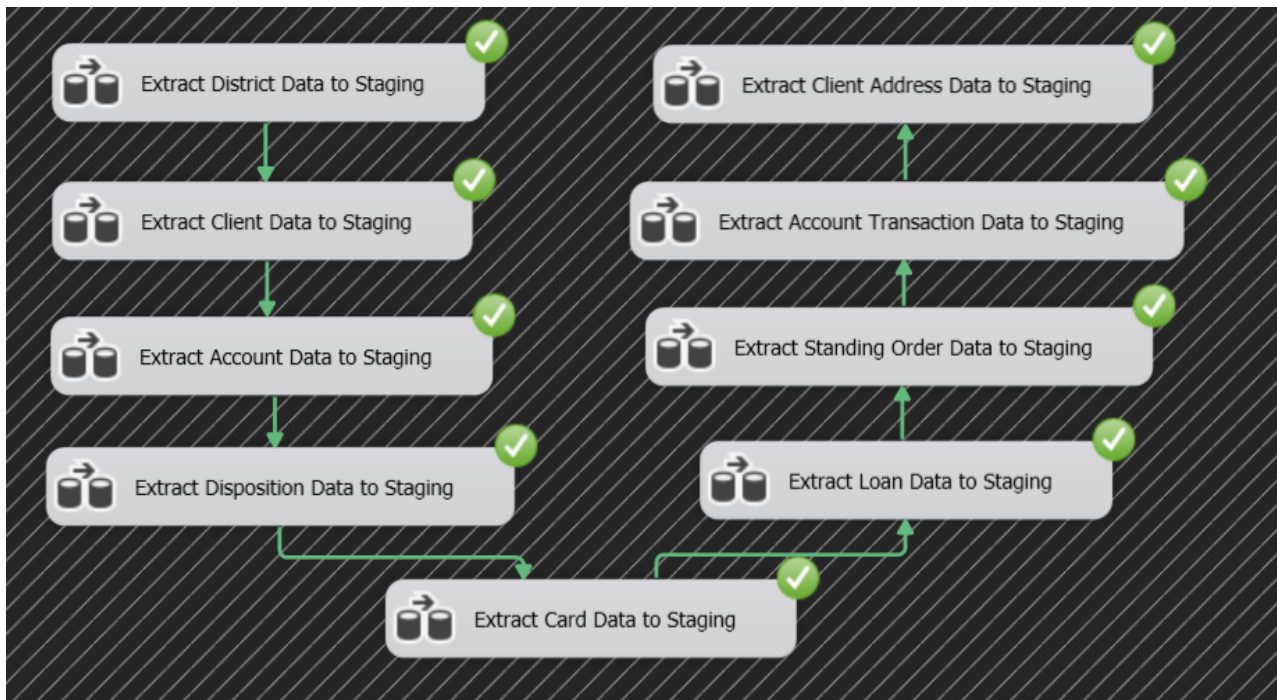 Extract District Data to Staging
Extract Client Data to Staging
Extract Account Data to Staging
Extract Disposition Data to Staging
Extract Card Data to Staging
Extract Loan Data to Staging
Extract Standing Order Data to Staging
Extract Account Transaction Data to Staging
Extract Client Address Data to Staging